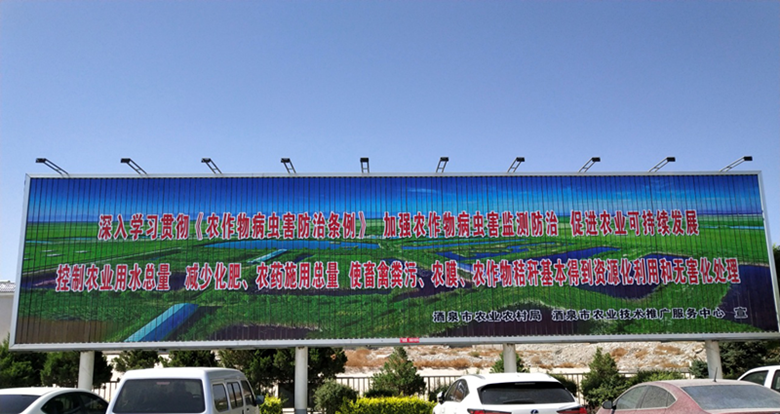 深入学习贯彻《农作物病虫害防治条例》 加强农作物病虫害监测防治 促进农业可持续发展
控制农业用水总量 减少化肥、农药施用总量 使畜禽粪污、农膜、农作物秸秆基本得到资源化利用和无害化处理
酒泉市农业农村局 酒泉市农业技术推广服务中心 宣